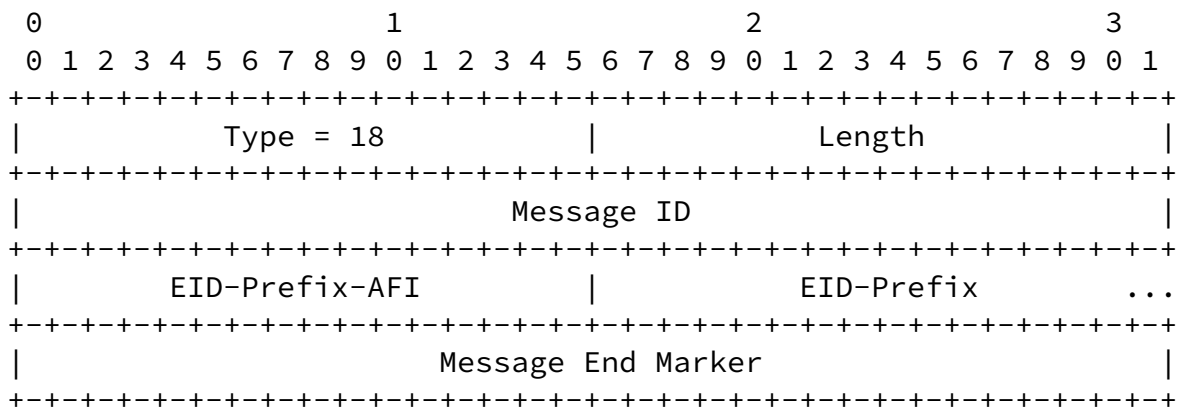 0                   1                   2                   3
 0 1 2 3 4 5 6 7 8 9 0 1 2 3 4 5 6 7 8 9 0 1 2 3 4 5 6 7 8 9 0 1
+-+-+-+-+-+-+-+-+-+-+-+-+-+-+-+-+-+-+-+-+-+-+-+-+-+-+-+-+-+-+-+-+
|           Type = 18           |            Length             |
+-+-+-+-+-+-+-+-+-+-+-+-+-+-+-+-+-+-+-+-+-+-+-+-+-+-+-+-+-+-+-+-+
|                           Message ID                          |
+-+-+-+-+-+-+-+-+-+-+-+-+-+-+-+-+-+-+-+-+-+-+-+-+-+-+-+-+-+-+-+-+
|        EID-Prefix-AFI         |           EID-Prefix        ...
+-+-+-+-+-+-+-+-+-+-+-+-+-+-+-+-+-+-+-+-+-+-+-+-+-+-+-+-+-+-+-+-+
|                       Message End Marker                      |
+-+-+-+-+-+-+-+-+-+-+-+-+-+-+-+-+-+-+-+-+-+-+-+-+-+-+-+-+-+-+-+-+